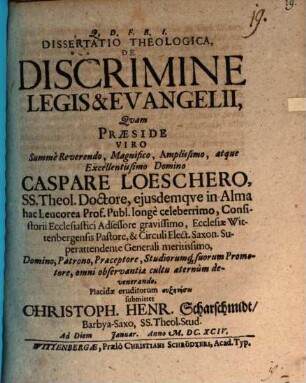 19.
Q. D. F. B. I.
DISSERTATIO THEOLOGICA,
DE
DISCRIMINE
LEGIS & EVANGELII,
Quam
PRÆSIDE
VIRO
Summè Reverendo, Magnifico, Amplissimo, atque
Excellentissimo Domino
CASPARE LOESCHERO,
SS. Theol. Doctore, ejusdemqve in Alma
hac Leucorea Prof. Publ. longè celeberrimo, Consi-
storii Ecclesiastici Adsessore gravissimo, Ecclesiæ Wit-
tenbergensis Pastore, & Circuli Elect. Saxon. Su-
perattendente Generali meritissimo,
Domino, Patrono, Præceptore, Studiorumq; suorum Promo-
tore, omni observantiæ cultu æternùm de-
venerando,
Placidæ eruditorum
submittet
CHRISTOPH. HENR. Scharschmidt/
Barbya-Saxo, SS. Theol. Stud.
Ad Diem Januar. Anno M. DC. XCIV.
WITTENBERGÆ, Prælò CHRISTIANI SCHRÖDTERI, Acad. Typ.